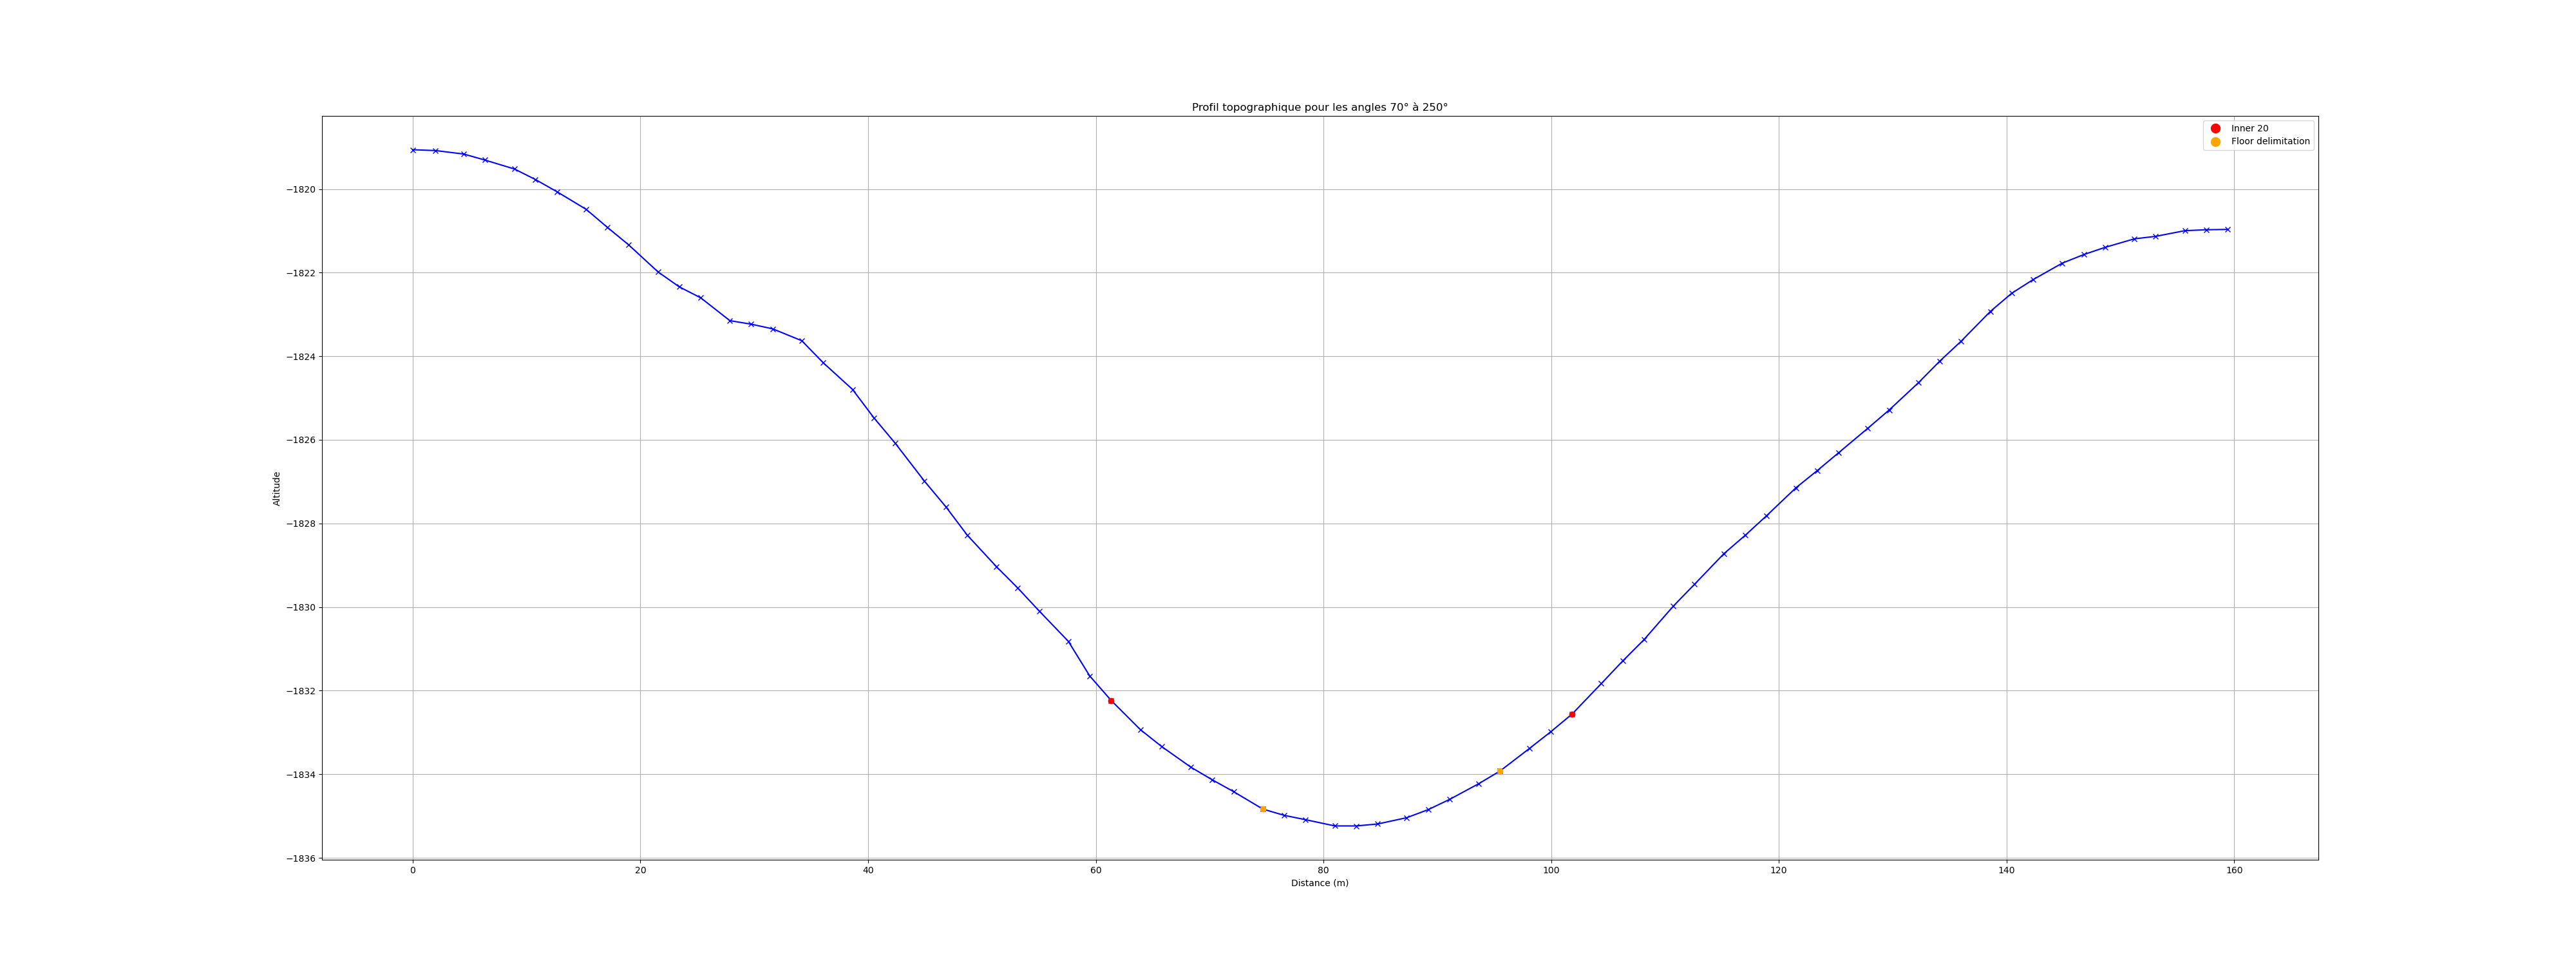 Profil topographique pour les angles 70° à 250°
Inner 20
Floor delimitation
Altitude
−1820
−1822
−1824
−1826
−1828
−1830
−1832
−1834
−1836
0 20 40 60 80 100 120 140 160
Distance (m)